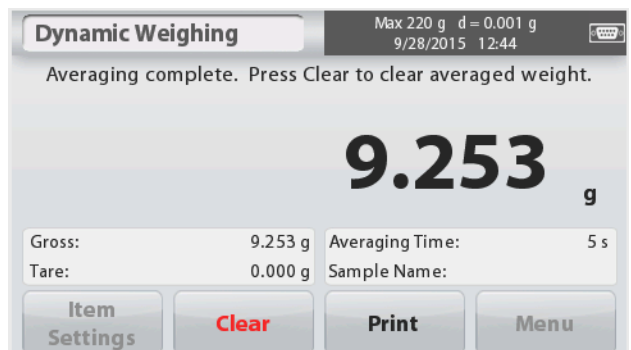 Dynamic Weighing
Max 220 g d = 0.001 g
9/28/2015 12:44
Averaging complete. Press Clear to clear averaged weight.
9.253 g
Gross: 9.253 g
Tare: 0.000 g
Averaging Time: 5 s
Sample Name:
Item
Settings
Clear
Print
Menu